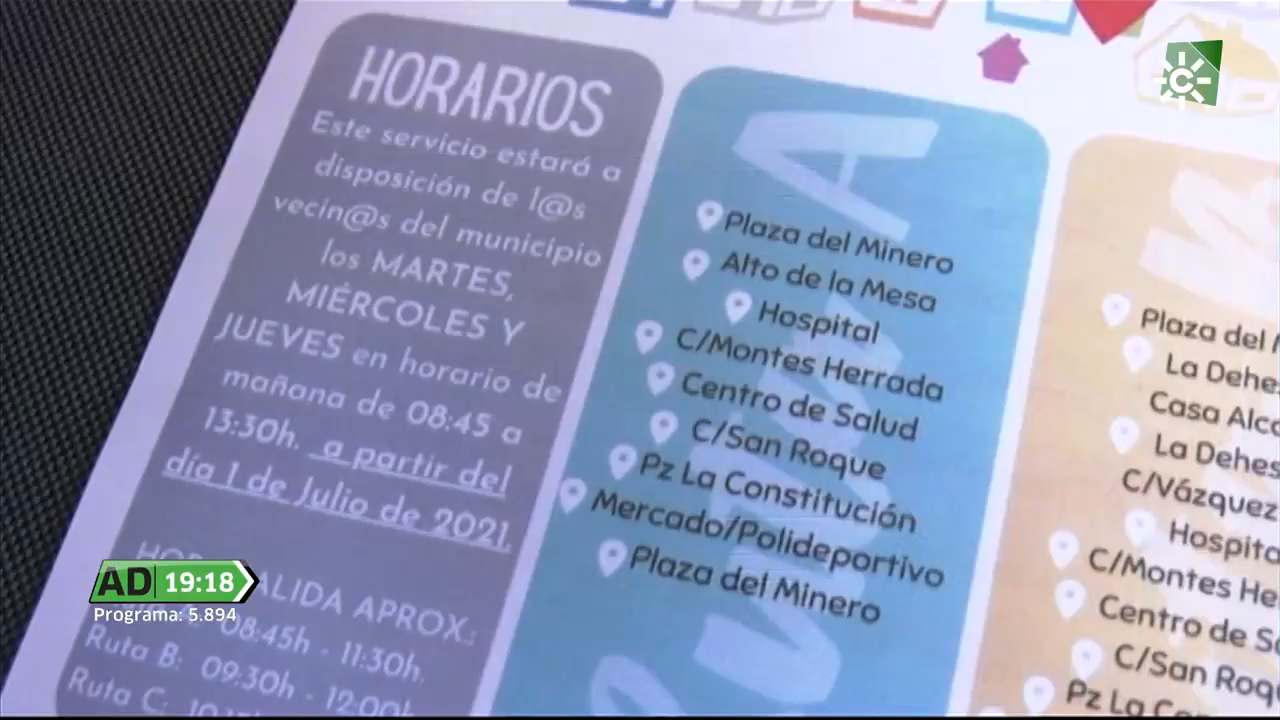 HORARIOS
Este servicio estará a
disposición de l@s
vecin@s del municipio
los MARTES,
MIÉRCOLES Y
JUEVES en horario de
mañana de 08:45 a
13:30h. a partir del
día 1 de Julio de 2021.
ALIDA APROX.:
08:45h - 11:30h.
Ruta B: 09:30h - 12:00h
Ruta C:
Ruta A
Plaza del Minero
Alto de la Mesa
Hospital
C/Montes Herrada
Centro de Salud
C/San Roque
Pz La Constitución
Mercado/Polideportivo
Plaza del Minero
Plaza del
La Dehes
Casa Alc
La Dehes
C/Vázquez
Hospita
C/Montes He
Centro de S
C/San Roq
Pz La Co
AD 19:18
Programa: 5.894
C